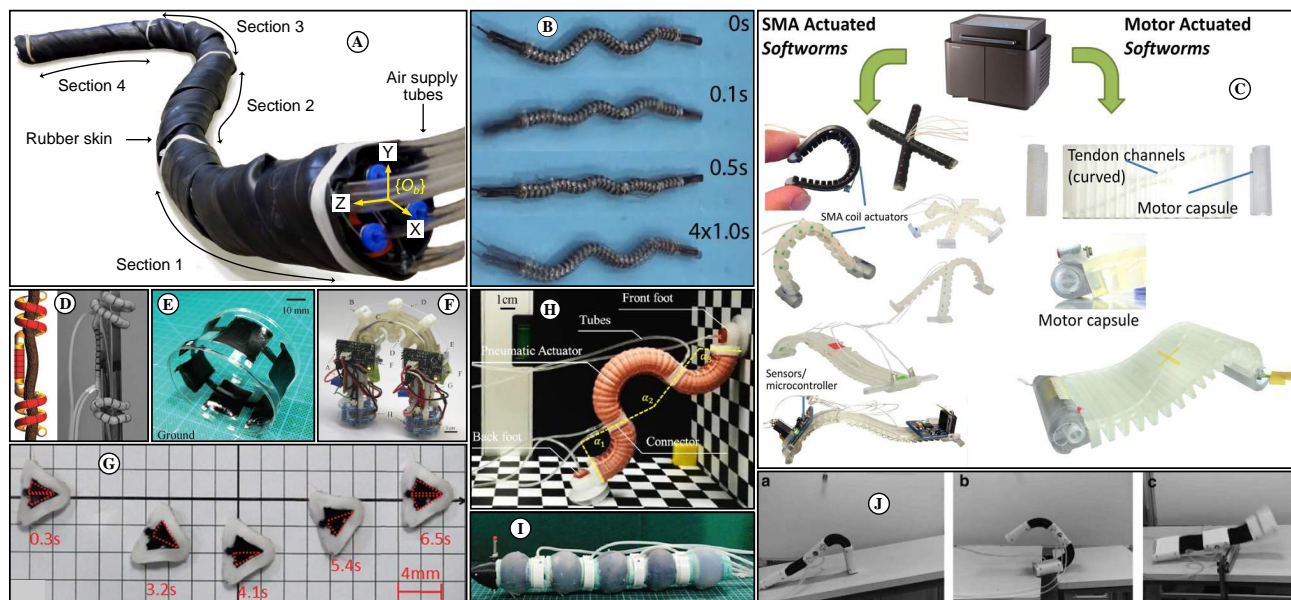 A
Section 3
Section 4
Section 2
Air supply
tubes
Rubber skin
Y
{O_b}
Z
X
Section 1
B
0s
0.1s
0.5s
4x1.0s
SMA Actuated
Softworms
Motor Actuated
Softworms
C
Tendon channels
(curved)
Motor capsule
SMA coil actuators
Motor capsule
Sensors/
microcontroller
D
E
10 mm
Ground
F
B
D
C
D
E
A
F
F
G
H
H
1cm
Front foot
Tubes
Pneumatic Actuator
α3
α2
α1
Connector
Back foot
G
0.3s
3.2s
4.1s
5.4s
6.5s
4mm
I
J
a
b
c